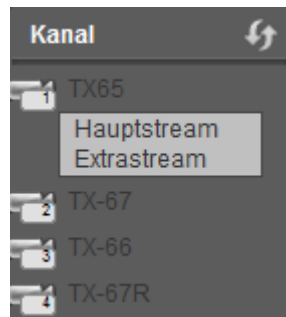 Kanal
1 TX65
Hauptstream
Extrastream
2 TX-67
3 TX-66
4 TX-67R